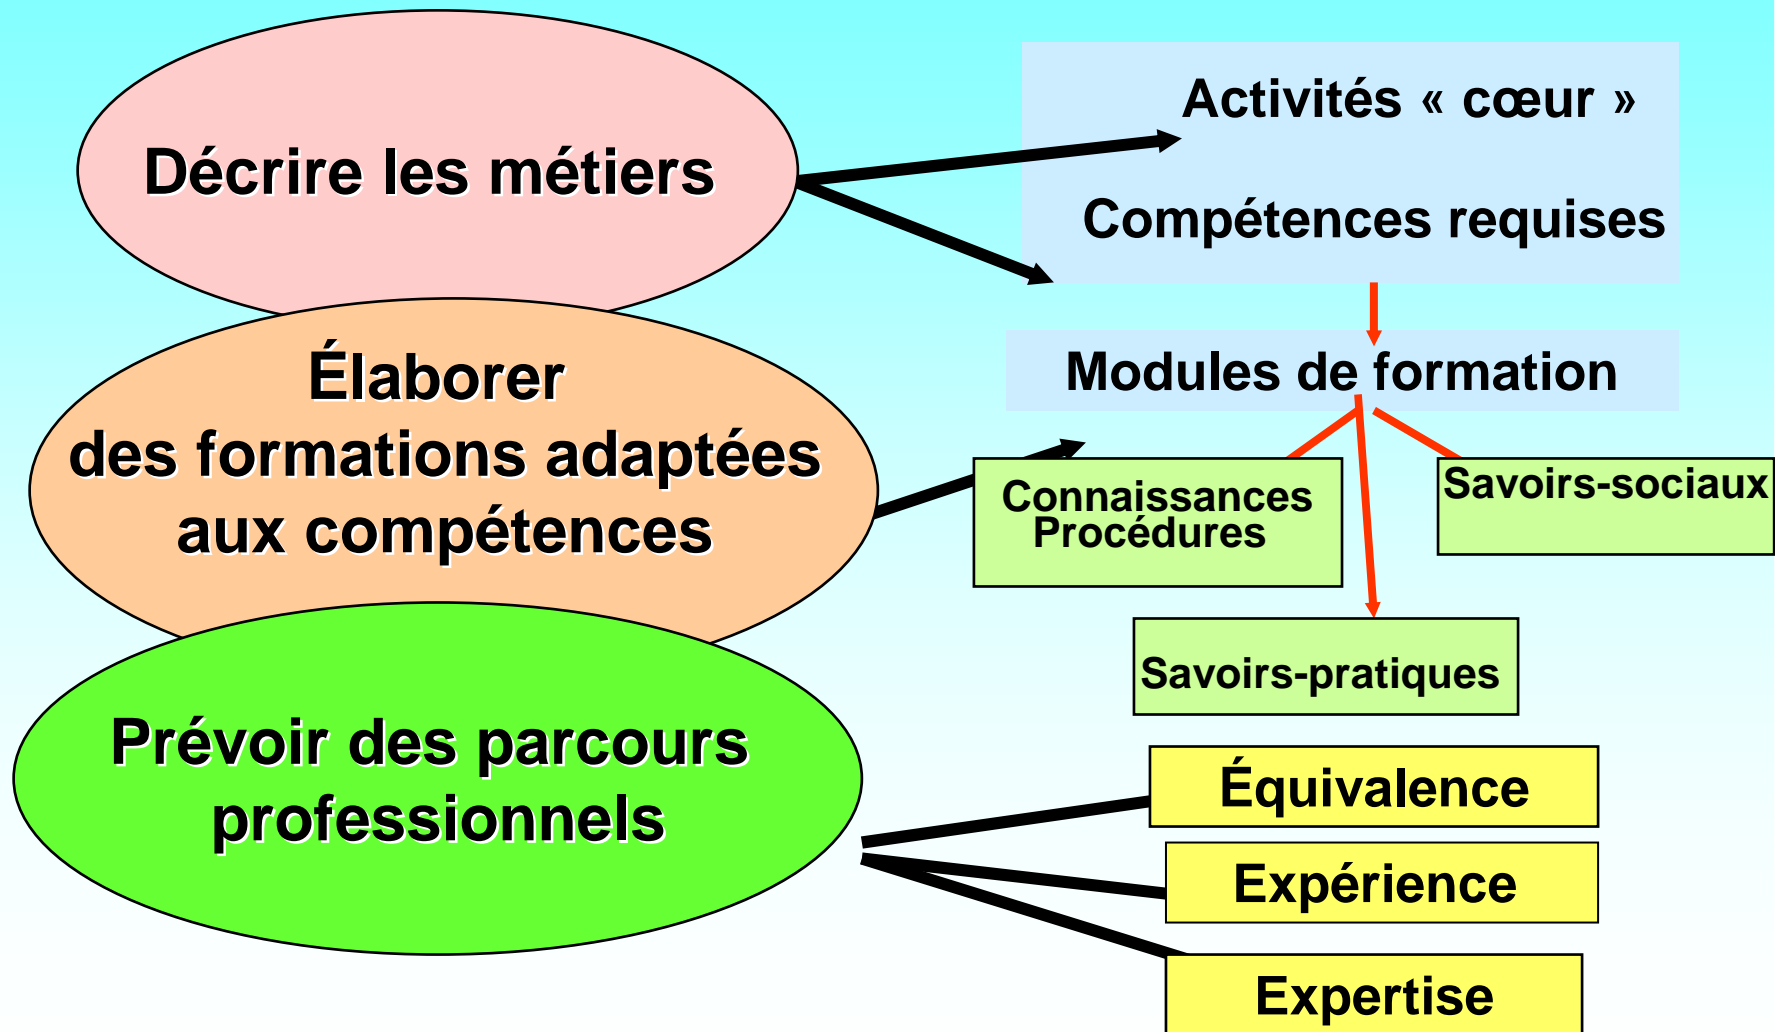 Décrire les métiers
Activités « cœur »
Compétences requises
Élaborer
des formations adaptées
aux compétences
Modules de formation
Connaissances
Procédures
Savoirs-sociaux
Savoirs-pratiques
Prévoir des parcours
professionnels
Équivalence
Expérience
Expertise